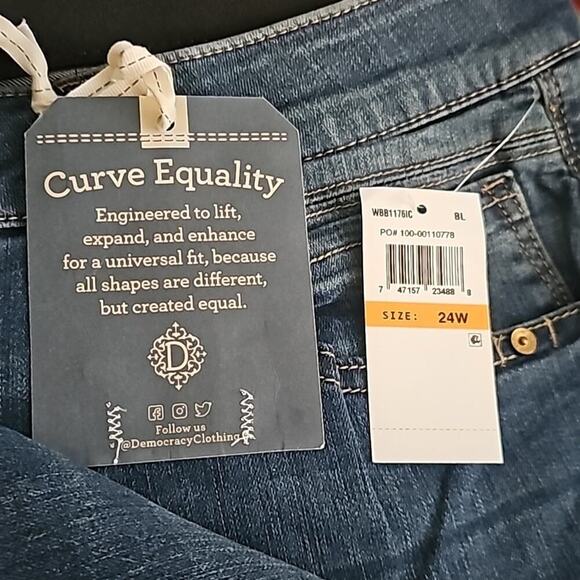 Curve Equality
Engineered to lift,
expand, and enhance
for a universal fit, because
all shapes are different,
but created equal.
D
Follow us
@DemocracyClothing
WBB1176IC BL
PO# 100-00110778
7 47157 23488 8
SIZE: 24W